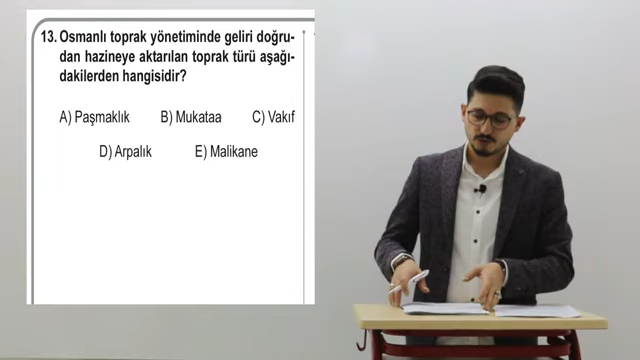 13. Osmanlı toprak yönetiminde geliri doğru-
dan hazineye aktarılan toprak türü aşağı-
dakilerden hangisidir?
A) Paşmaklık B) Mukataa C) Vakıf
D) Arpalık E) Malikane